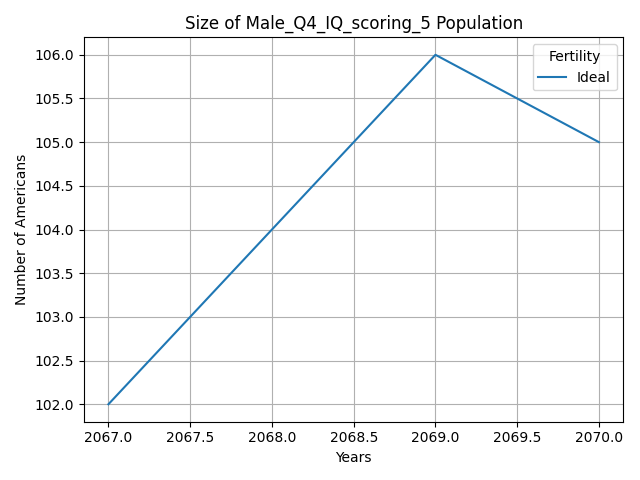 Size of Male_Q4_IQ_scoring_5 Population
Fertility
Ideal
106.0
105.5
105.0
104.5
104.0
103.5
103.0
102.5
102.0
Number of Americans
2067.0 2067.5 2068.0 2068.5 2069.0 2069.5 2070.0
Years